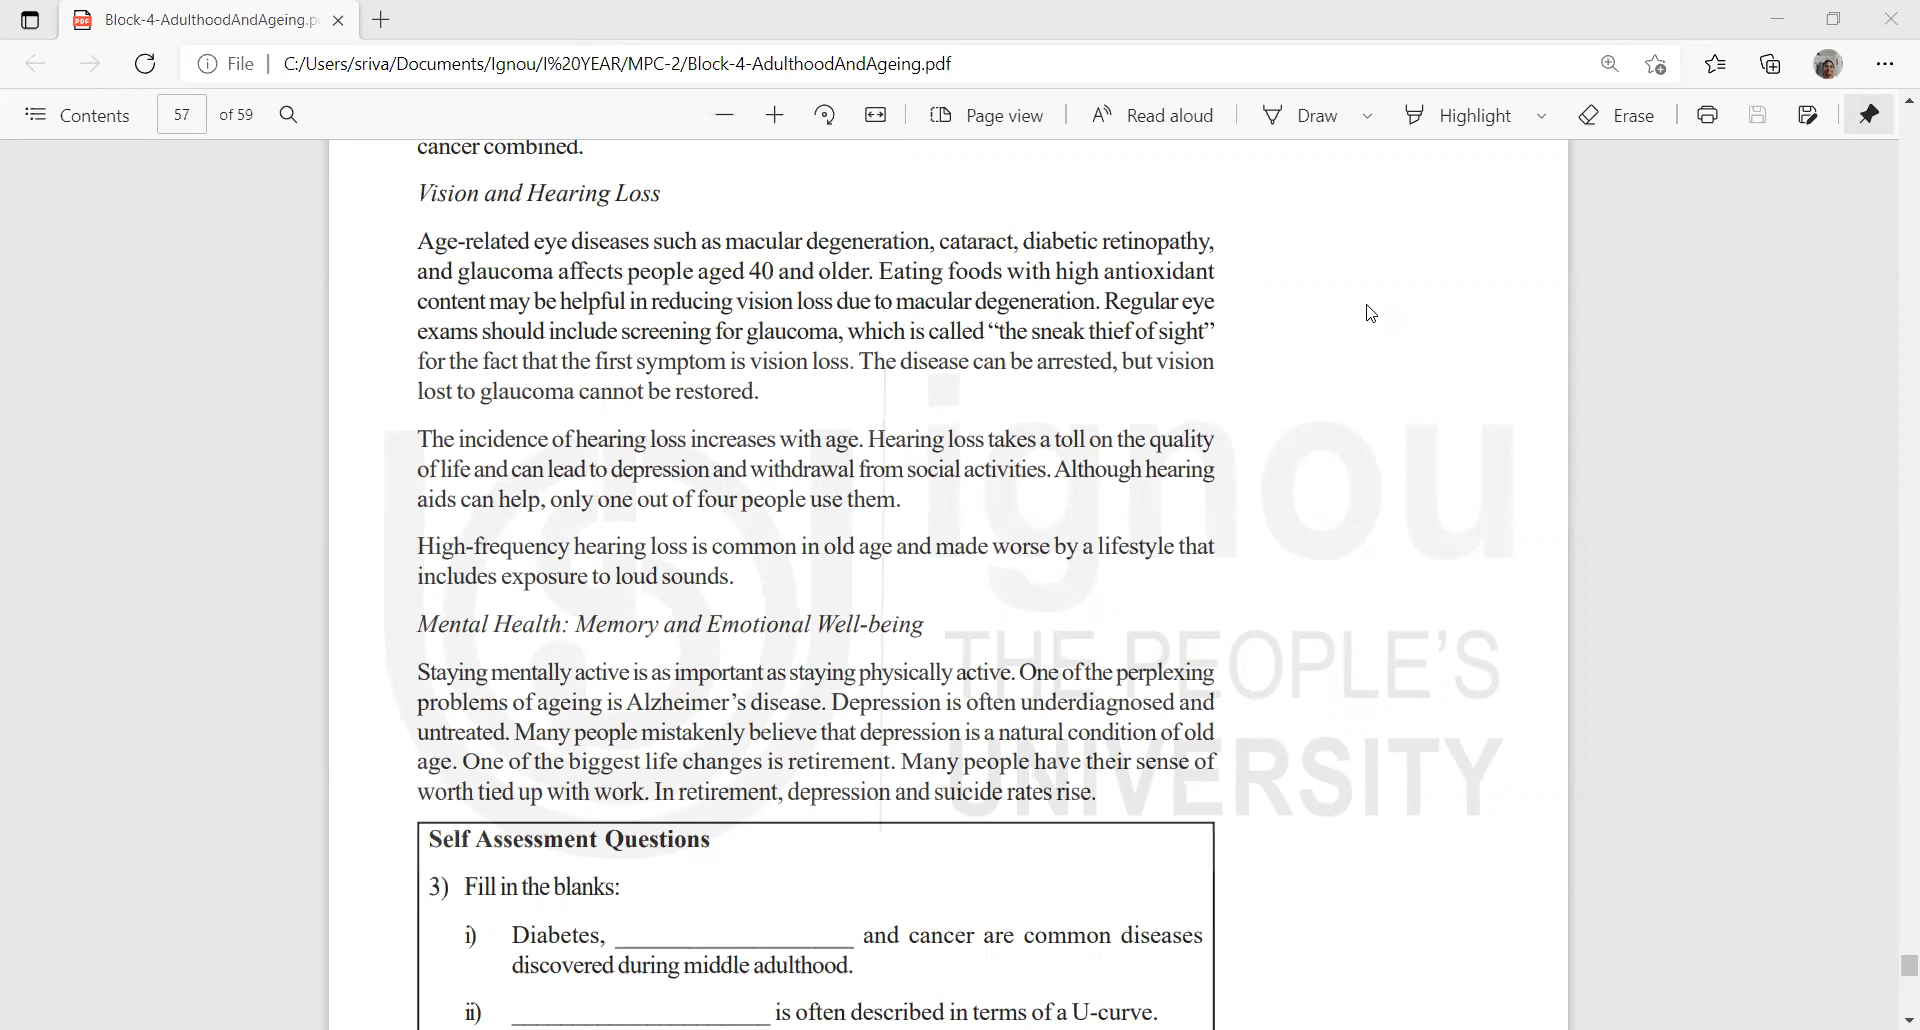 Block-4-AdulthoodAndAgeing.p
File
C:/Users/sriva/Documents/Ignou/I%20YEAR/MPC-2/Block-4-AdulthoodAndAgeing.pdf
Contents
57
of 59
Page view
Read aloud
Draw
Highlight
Erase
cancer combined.
Vision and Hearing Loss
Age-related eye diseases such as macular degeneration, cataract, diabetic retinopathy,
and glaucoma affects people aged 40 and older. Eating foods with high antioxidant
content may be helpful in reducing vision loss due to macular degeneration. Regular eye
exams should include screening for glaucoma, which is called “the sneak thief of sight”
for the fact that the first symptom is vision loss. The disease can be arrested, but vision
lost to glaucoma cannot be restored.
The incidence of hearing loss increases with age. Hearing loss takes a toll on the quality
of life and can lead to depression and withdrawal from social activities. Although hearing
aids can help, only one out of four people use them.
High-frequency hearing loss is common in old age and made worse by a lifestyle that
includes exposure to loud sounds.
Mental Health: Memory and Emotional Well-being
Staying mentally active is as important as staying physically active. One of the perplexing
problems of ageing is Alzheimer’s disease. Depression is often underdiagnosed and
untreated. Many people mistakenly believe that depression is a natural condition of old
age. One of the biggest life changes is retirement. Many people have their sense of
worth tied up with work. In retirement, depression and suicide rates rise.
ignou
THE PEOPLE’S
UNIVERSITY
Self Assessment Questions
3) Fill in the blanks:
i) Diabetes, ____________________ and cancer are common diseases
discovered during middle adulthood.
ii) ______________________ is often described in terms of a U-curve.